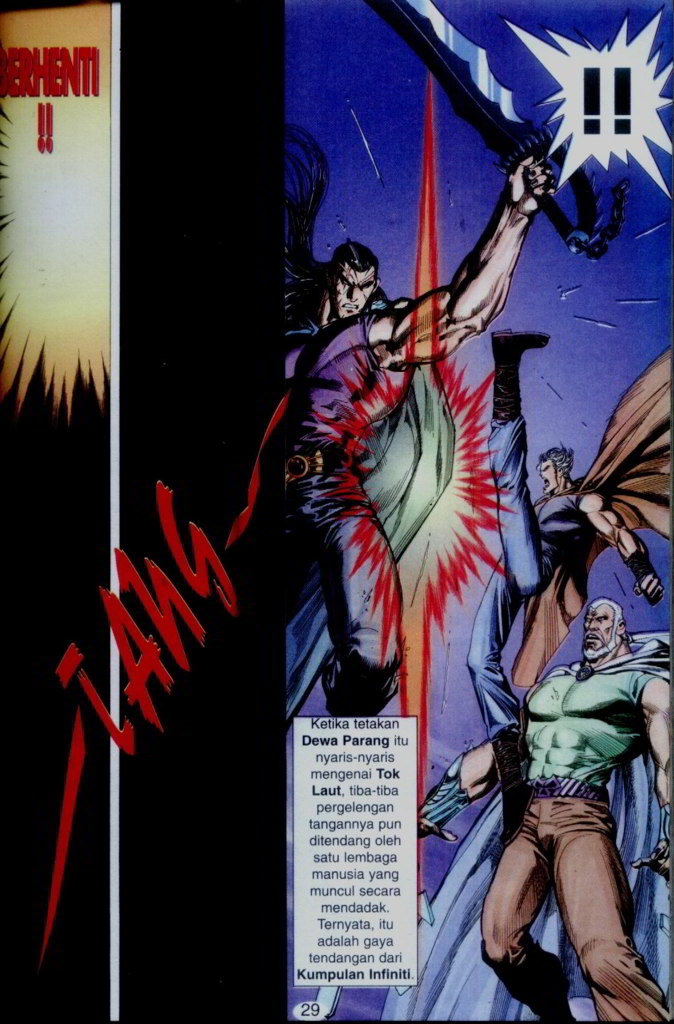 BERHENTI
!!
!!
TANG
Ketika tetakan
Dewa Parang itu
nyaris-nyaris
mengenai Tok
Laut, tiba-tiba
pergelengan
tangannya pun
ditendang oleh
satu lembaga
manusia yang
muncul secara
mendadak.
Ternyata, itu
adalah gaya
tendangan dari
Kumpulan Infiniti.
29